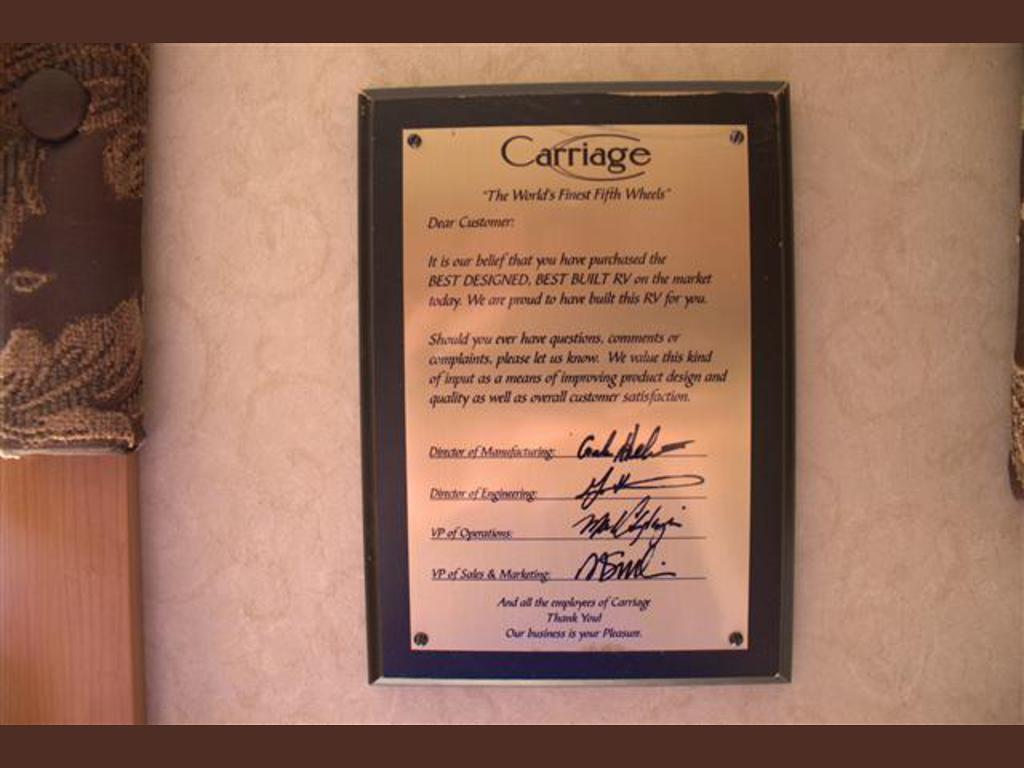 Carriage
"The World's Finest Fifth Wheels"
Dear Customer:
It is our belief that you have purchased the
BEST DESIGNED, BEST BUILT RV on the market
today. We are proud to have built this RV for you.
Should you ever have questions, comments or
complaints, please let us know. We value this kind
of input as a means of improving product design and
quality as well as overall customer satisfaction.
Director of Manufacturing:
Director of Engineering:
VP of Operations:
VP of Sales & Marketing:
And all the employees of Carriage
Thank You!
Our business is your Pleasure.